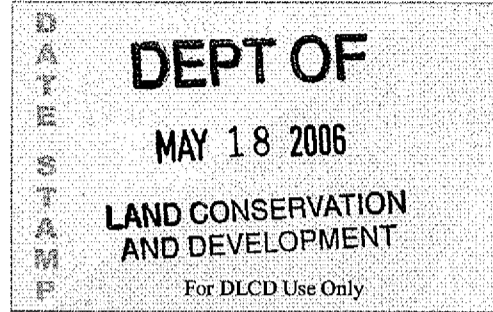 DATE STAMP
DEPT OF
MAY 18 2006
LAND CONSERVATION
AND DEVELOPMENT
For DLCD Use Only